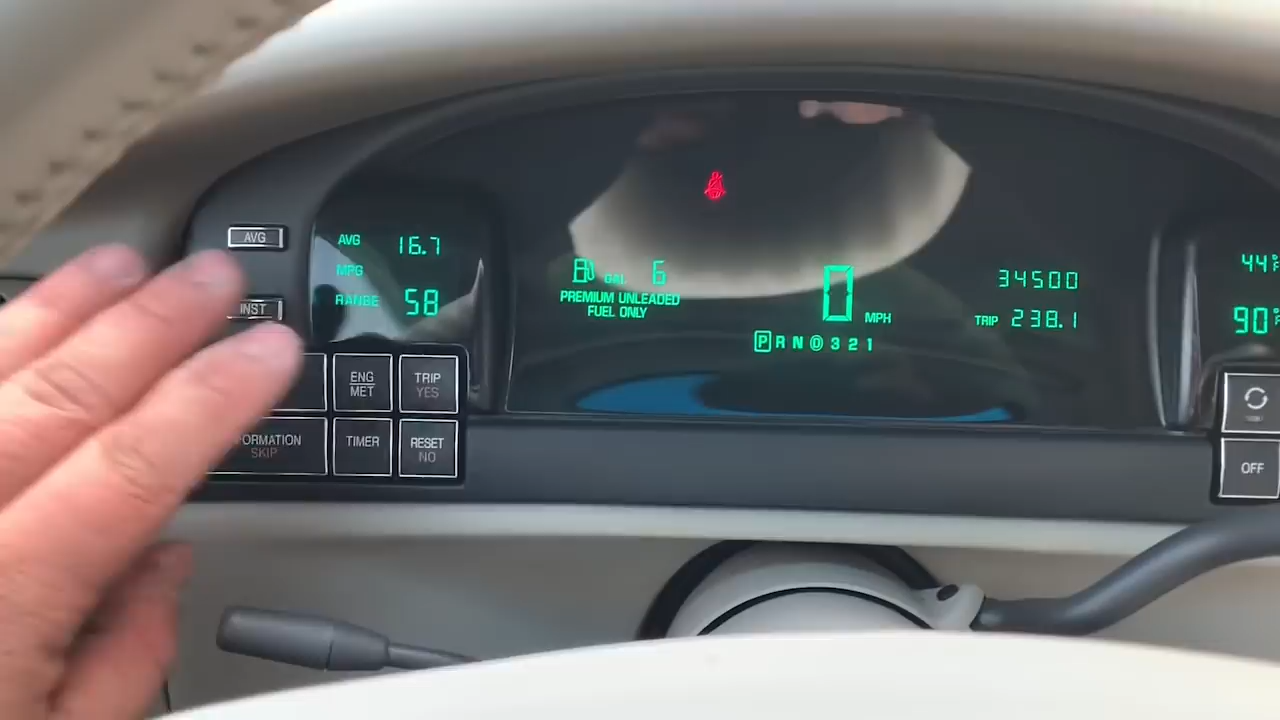 AVG
INST
FORMATION
SKIP
ENG
MET
TIMER
TRIP
YES
RESET
NO
AVG 16.7
MPG
RANGE 58
GAL 6
PREMIUM UNLEADED
FUEL ONLY
0 MPH
P R N D 3 2 1
34500
TRIP 238.1
44°F
90°F
OFF